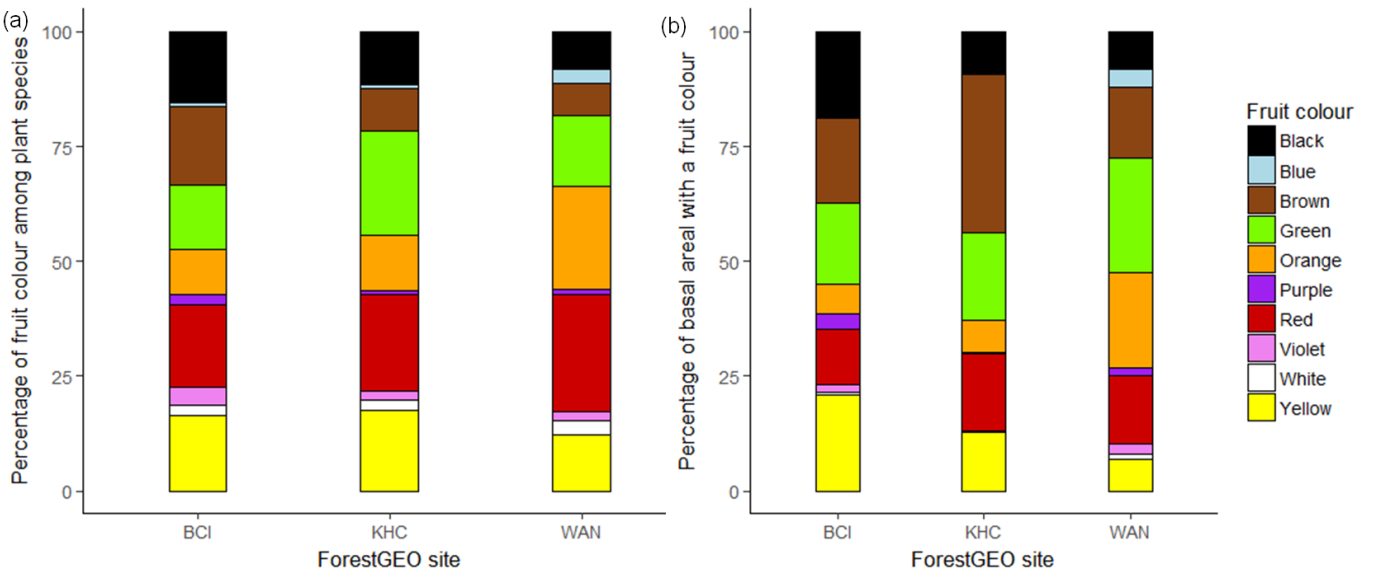 (a)
Percentage of fruit colour among plant species
100
75
50
25
0
BCI KHC WAN
ForestGEO site
(b)
Percentage of basal areal with a fruit colour
100
75
50
25
0
BCI KHC WAN
ForestGEO site
Fruit colour
Black
Blue
Brown
Green
Orange
Purple
Red
Violet
White
Yellow